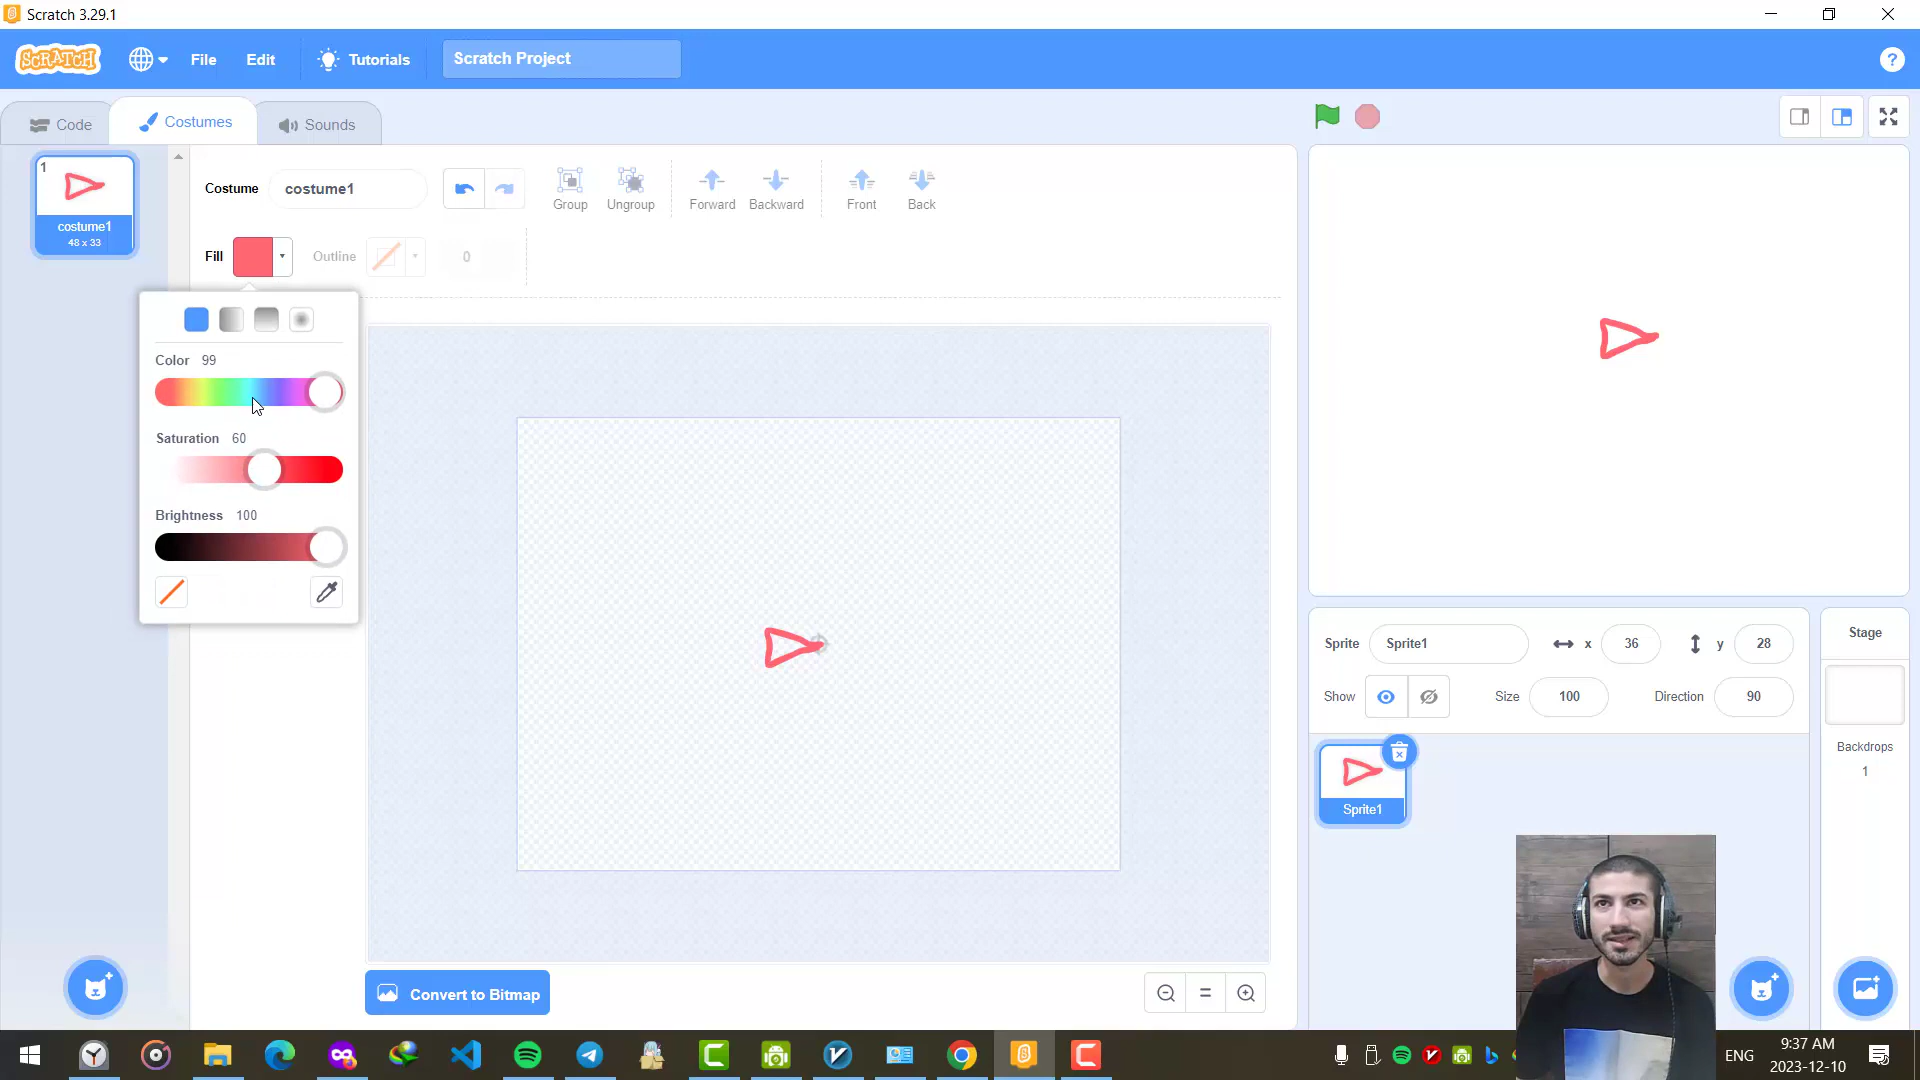 Scratch 3.29.1
SCRATCH
File
Edit
Tutorials
Scratch Project
Code
Costumes
Sounds
1
costume1
48 x 33
Costume
costume1
Group
Ungroup
Forward
Backward
Front
Back
Fill
Outline
0
Color 99
Saturation 60
Brightness 100
Convert to Bitmap
Sprite
Sprite1
x
36
y
28
Show
Size
100
Direction
90
Sprite1
Stage
Backdrops
1
ENG
9:37 AM
2023-12-10